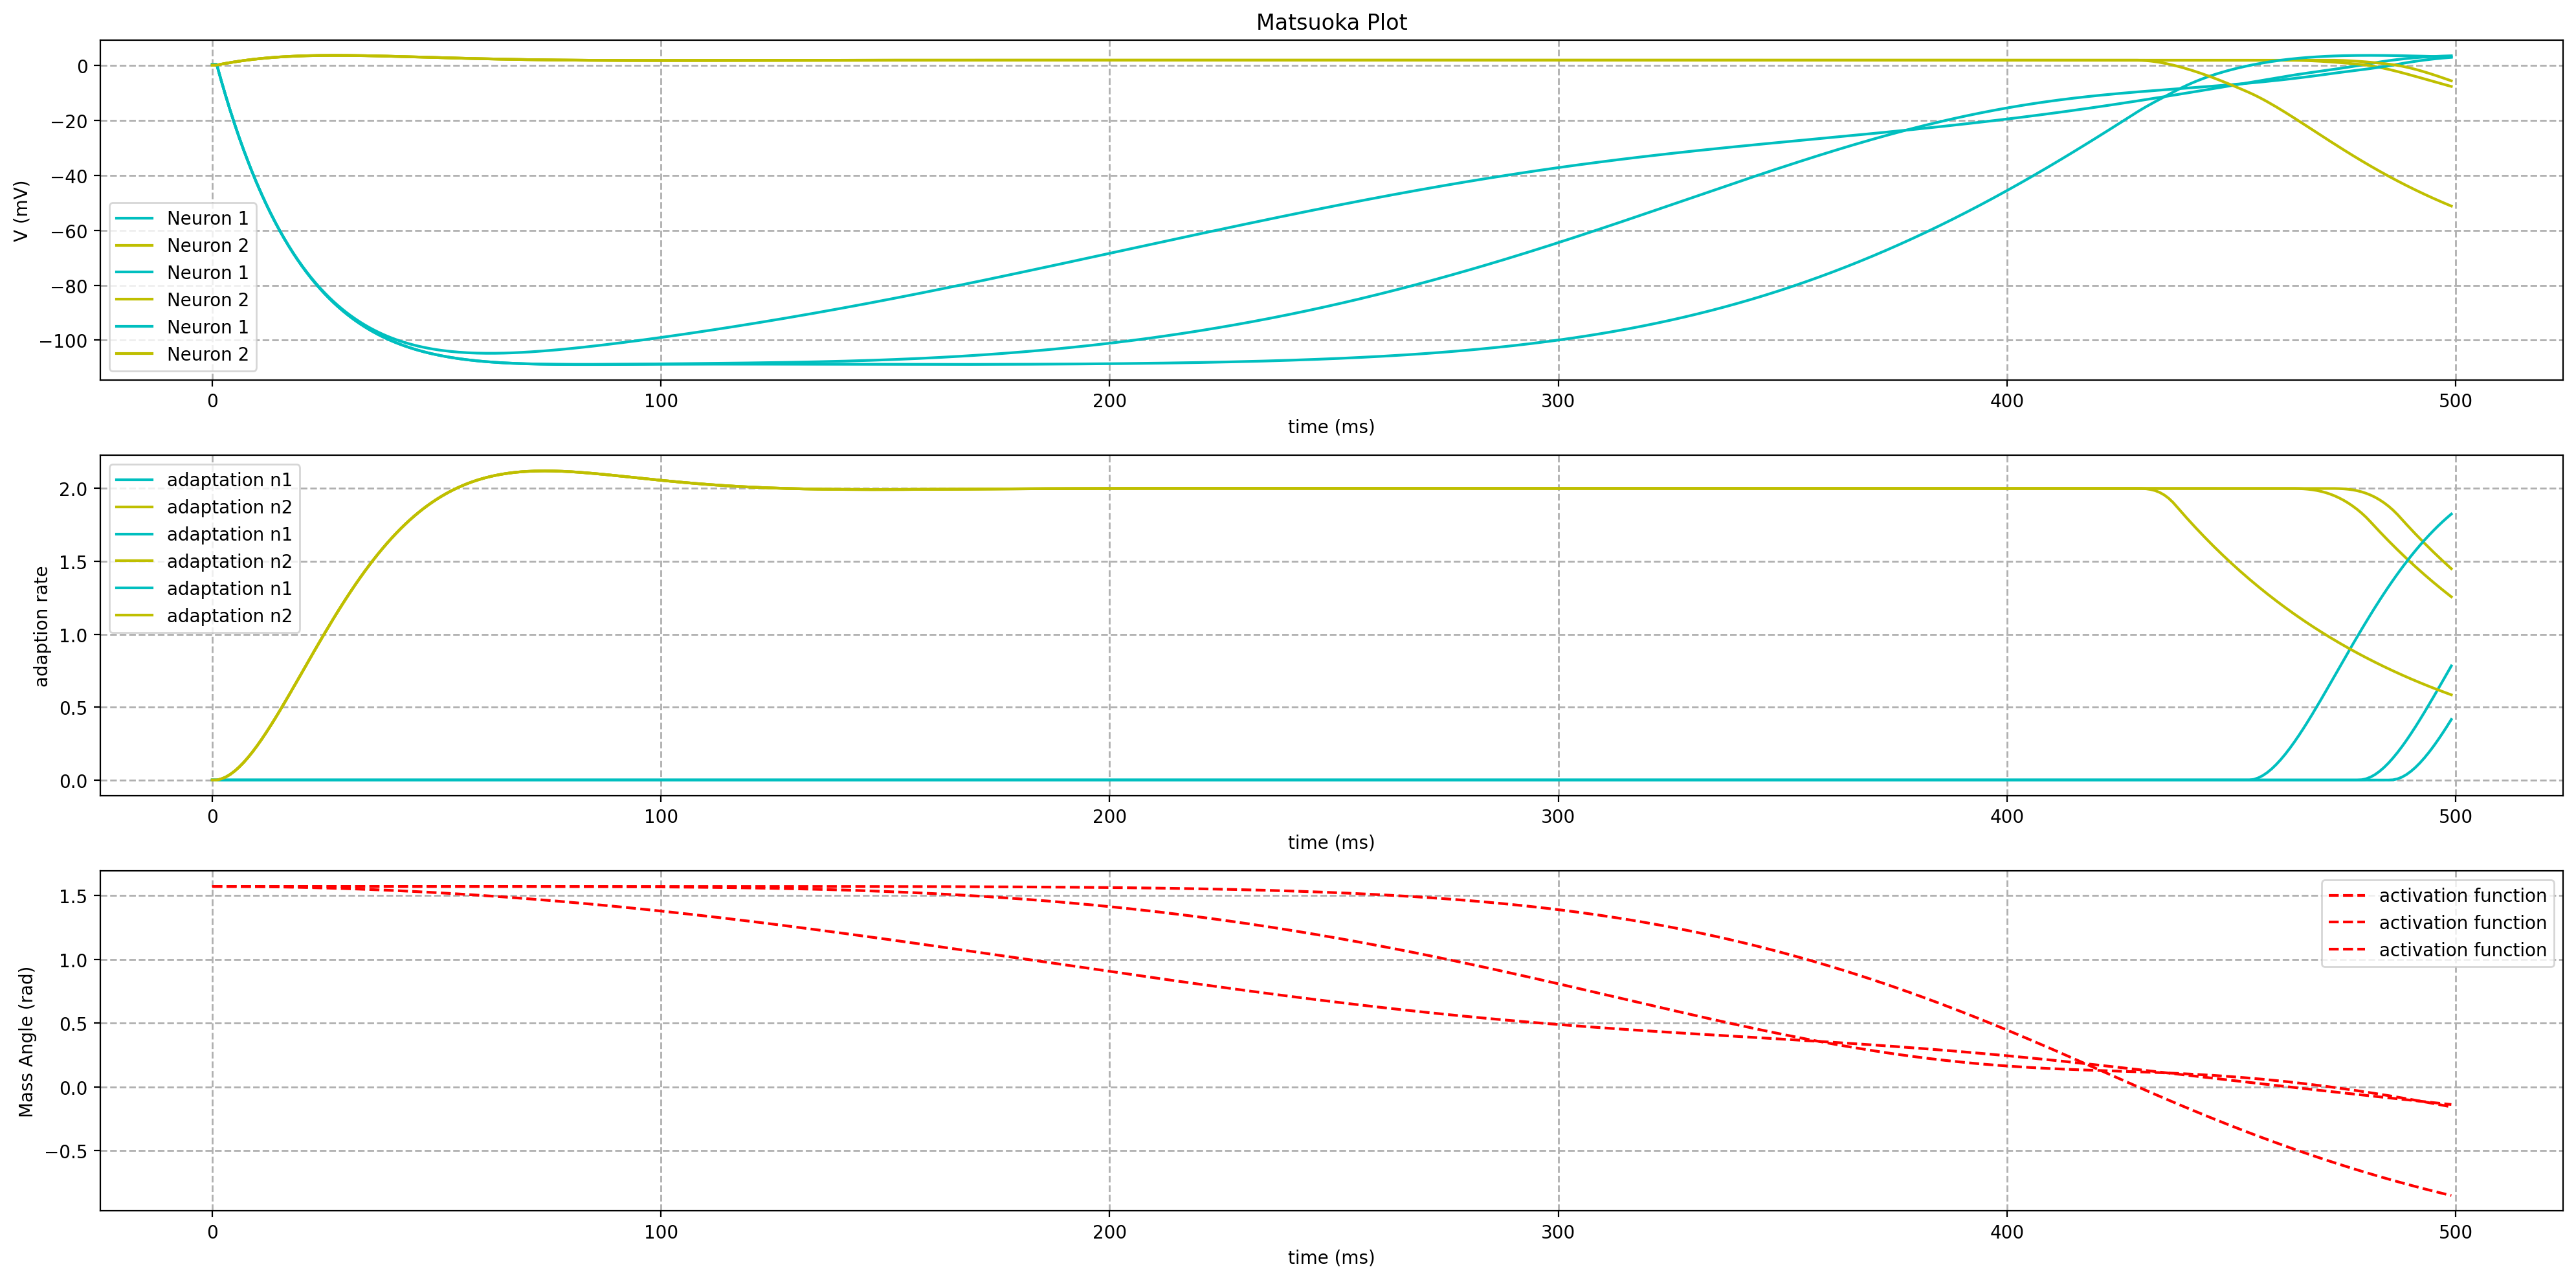 Matsuoka Plot
V (mV)
0
−20
−40
−60
−80
−100
Neuron 1
Neuron 2
Neuron 1
Neuron 2
Neuron 1
Neuron 2
0 100 200 300 400 500
time (ms)
adaption rate
2.0
1.5
1.0
0.5
0.0
adaptation n1
adaptation n2
adaptation n1
adaptation n2
adaptation n1
adaptation n2
0 100 200 300 400 500
time (ms)
Mass Angle (rad)
1.5
1.0
0.5
0.0
−0.5
activation function
activation function
activation function
0 100 200 300 400 500
time (ms)